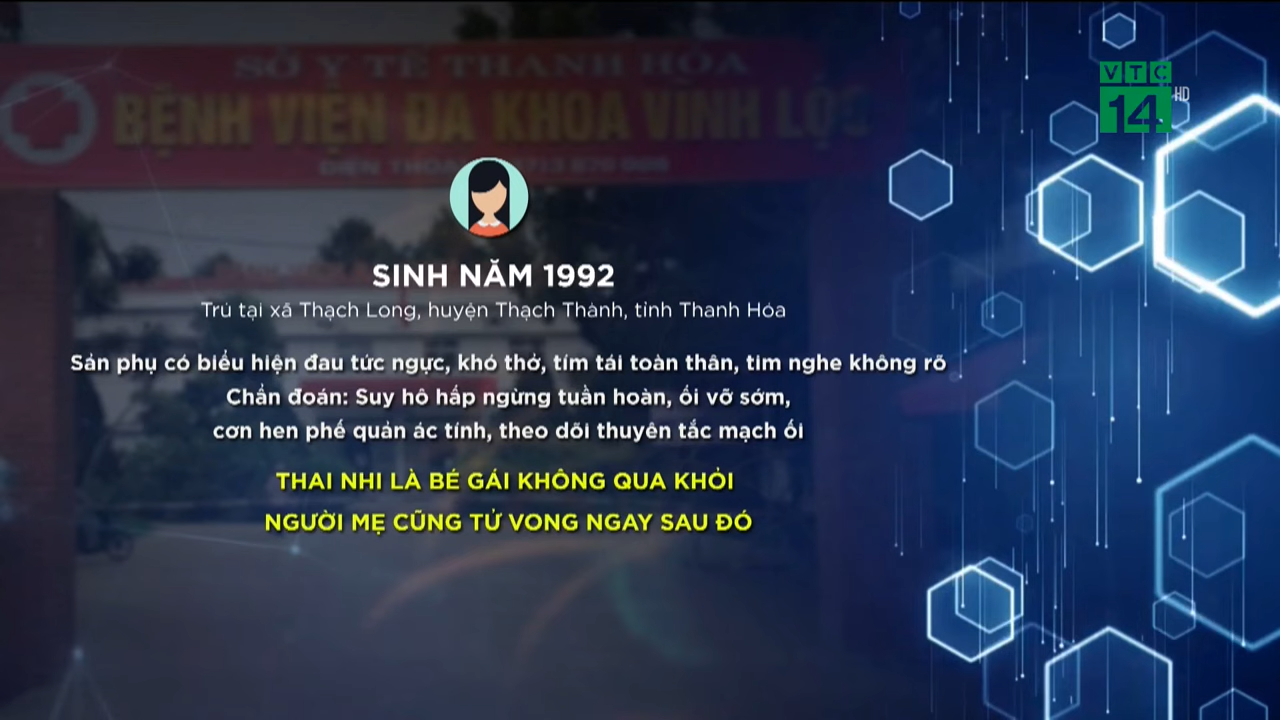 SỞ Y TẾ THANH HÓA
BỆNH VIỆN ĐA KHOA VĨNH LỘC
VTC
14
HD
SINH NĂM 1992
Trú tại xã Thạch Long, huyện Thạch Thành, tỉnh Thanh Hóa
Sản phụ có biểu hiện đau tức ngực, khó thở, tím tái toàn thân, tim nghe không rõ
Chẩn đoán: Suy hô hấp ngừng tuần hoàn, ối vỡ sớm,
cơn hen phế quản ác tính, theo dõi thuyên tắc mạch ối
THAI NHI LÀ BÉ GÁI KHÔNG QUA KHỎI
NGƯỜI MẸ CŨNG TỬ VONG NGAY SAU ĐÓ